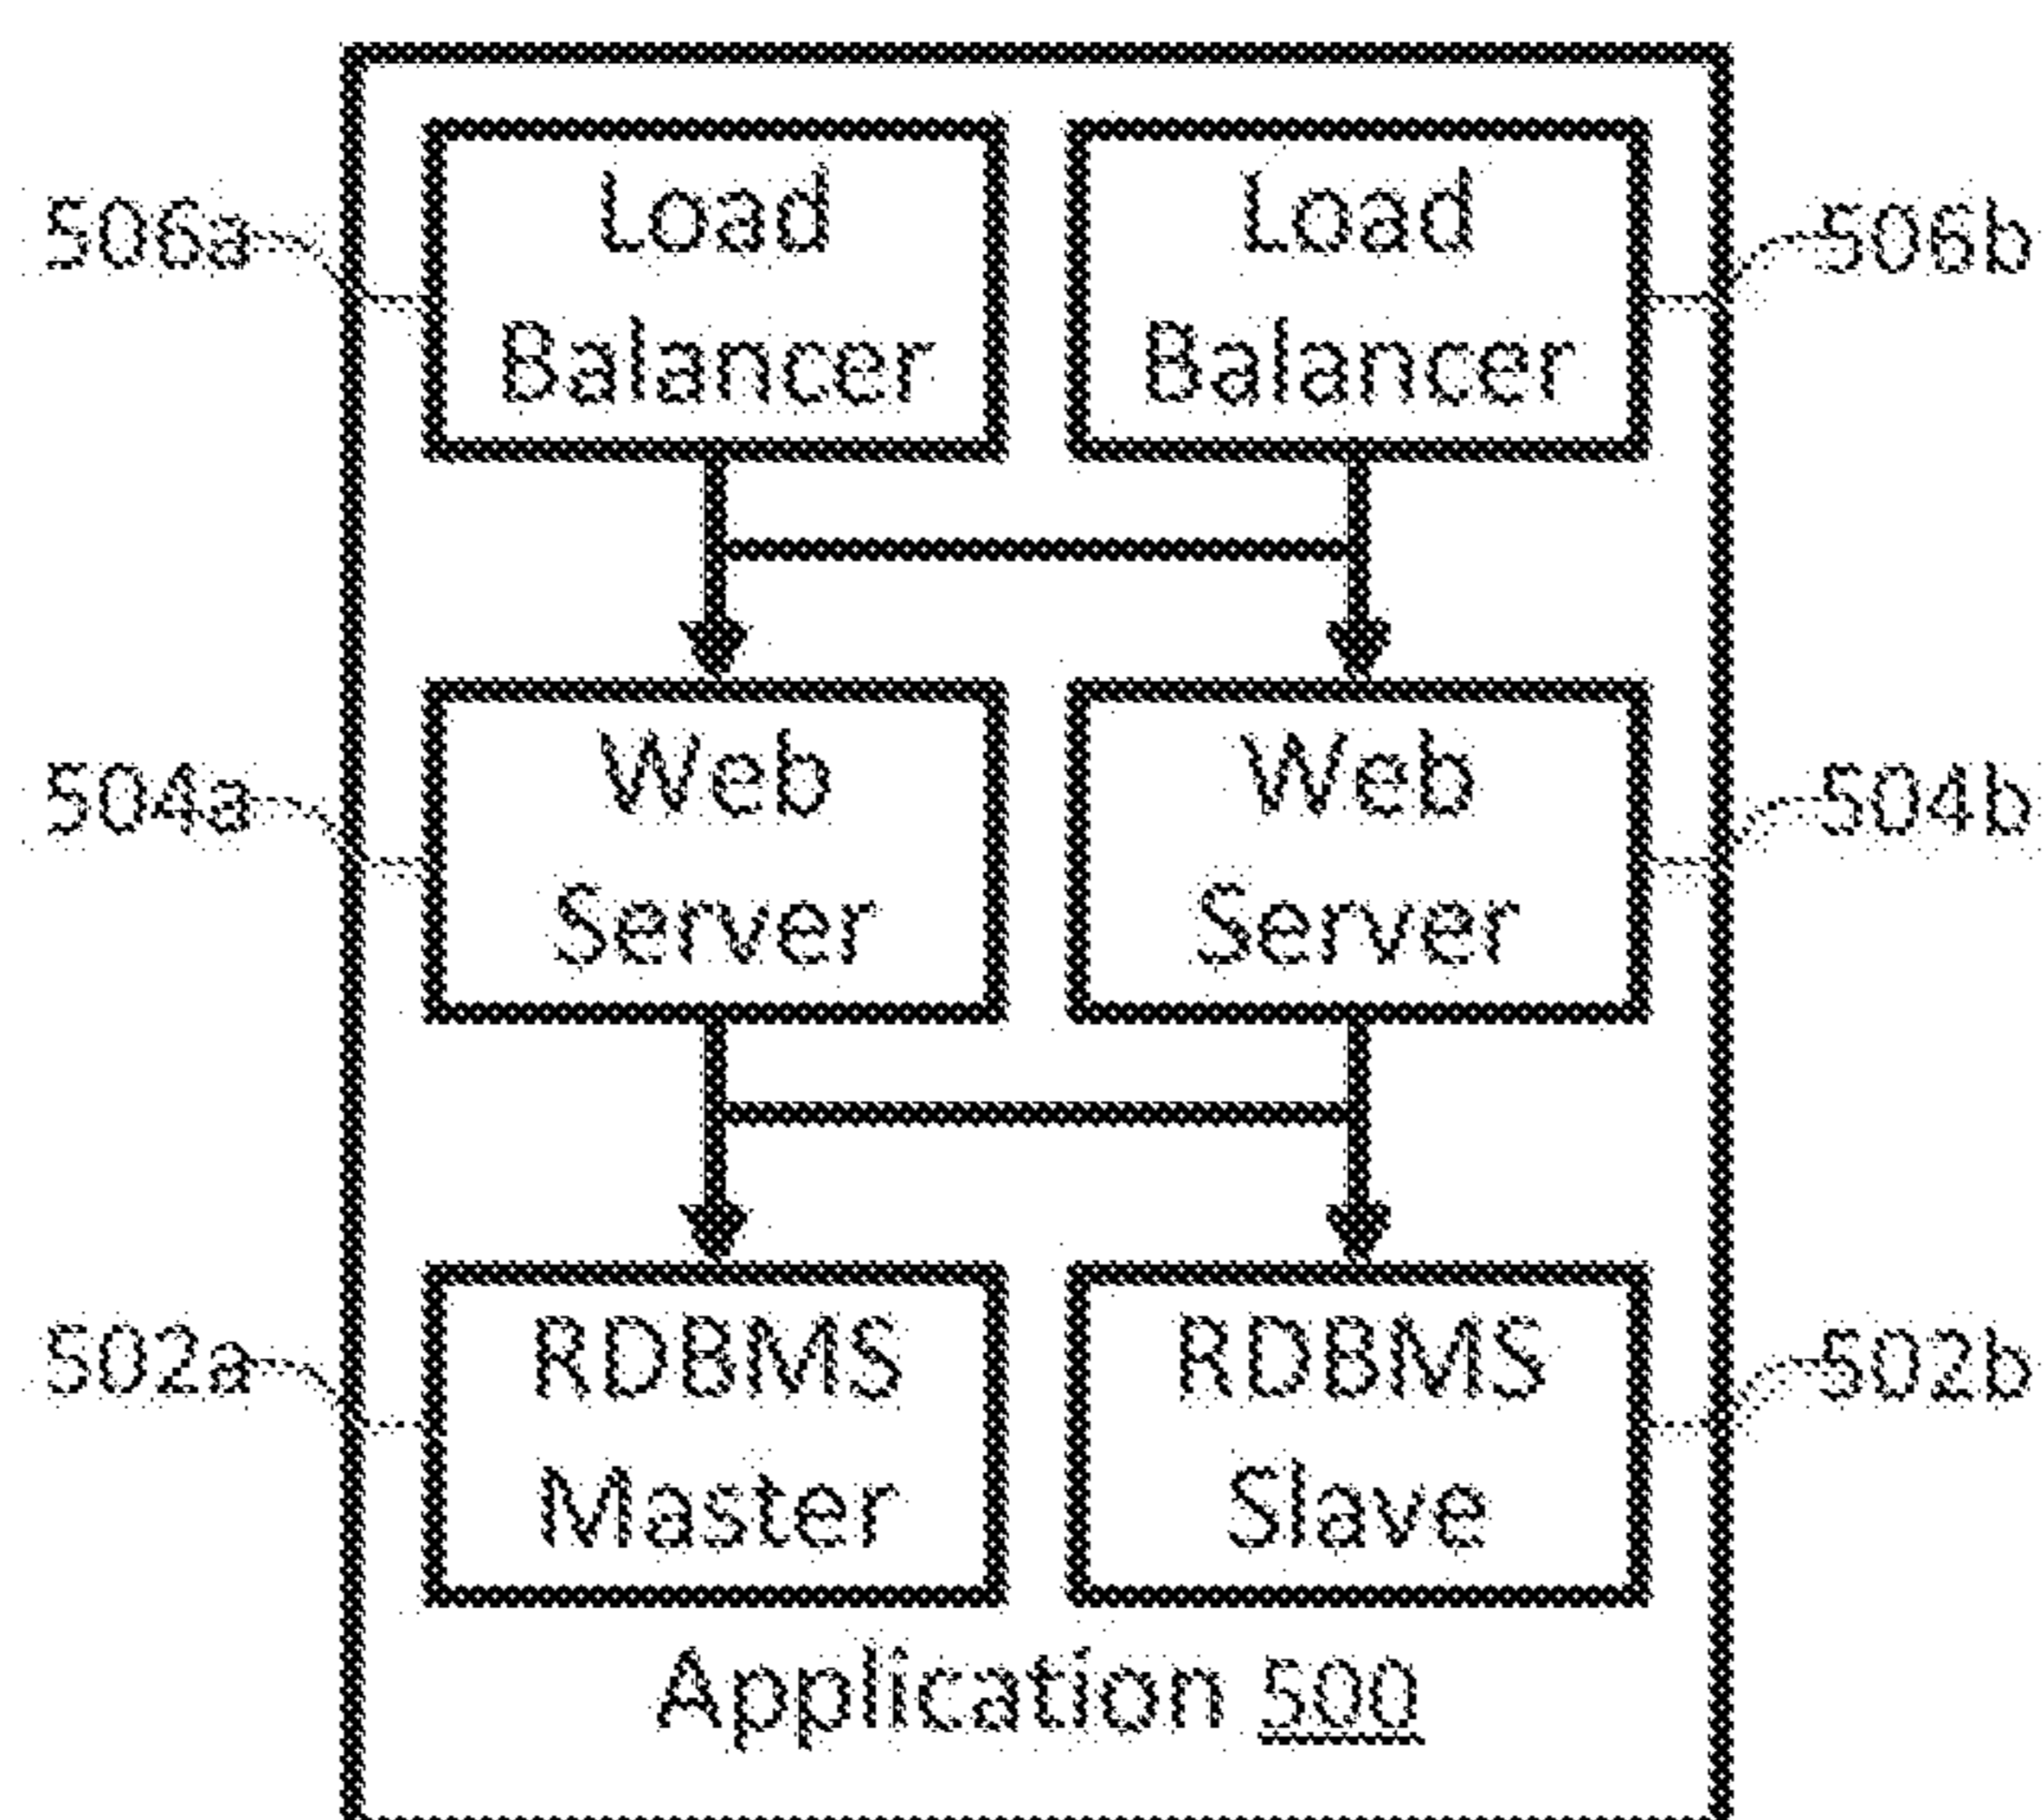 506a
Load
Balancer
Load
Balancer
506b
504a
Web
Server
Web
Server
504b
502a
RDBMS
Master
RDBMS
Slave
502b
Application 500